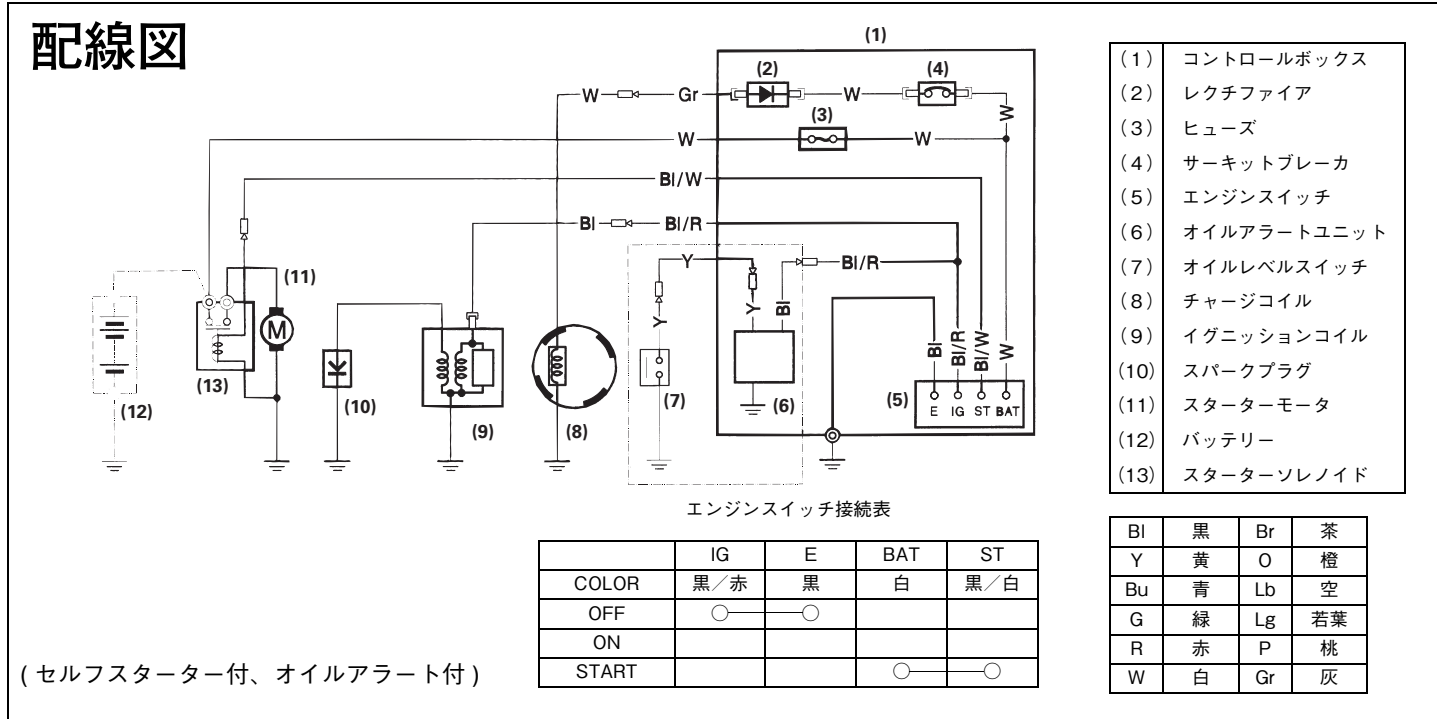 配線図
(1)
(2)
(4)
W
Gr
W
W
(3)
W
W
Bl/W
Bl
Bl/R
Y
Bl/R
(11)
M
Y
Y
Bl
Bl
Bl/R
Bl/W
W
(13)
(12)
(10)
(9)
(8)
(7)
(6)
(5)
E IG ST BAT
(1) コントロールボックス
(2) レクチファイア
(3) ヒューズ
(4) サーキットブレーカ
(5) エンジンスイッチ
(6) オイルアラートユニット
(7) オイルレベルスイッチ
(8) チャージコイル
(9) イグニッションコイル
(10) スパークプラグ
(11) スターターモータ
(12) バッテリー
(13) スターターソレノイド
エンジンスイッチ接続表
IG E BAT ST
COLOR 黒／赤 黒 白 黒／白
OFF
ON
START
Bl 黒 Br 茶
Y 黄 O 橙
Bu 青 Lb 空
G 緑 Lg 若葉
R 赤 P 桃
W 白 Gr 灰
( セルフスターター付、オイルアラート付 )